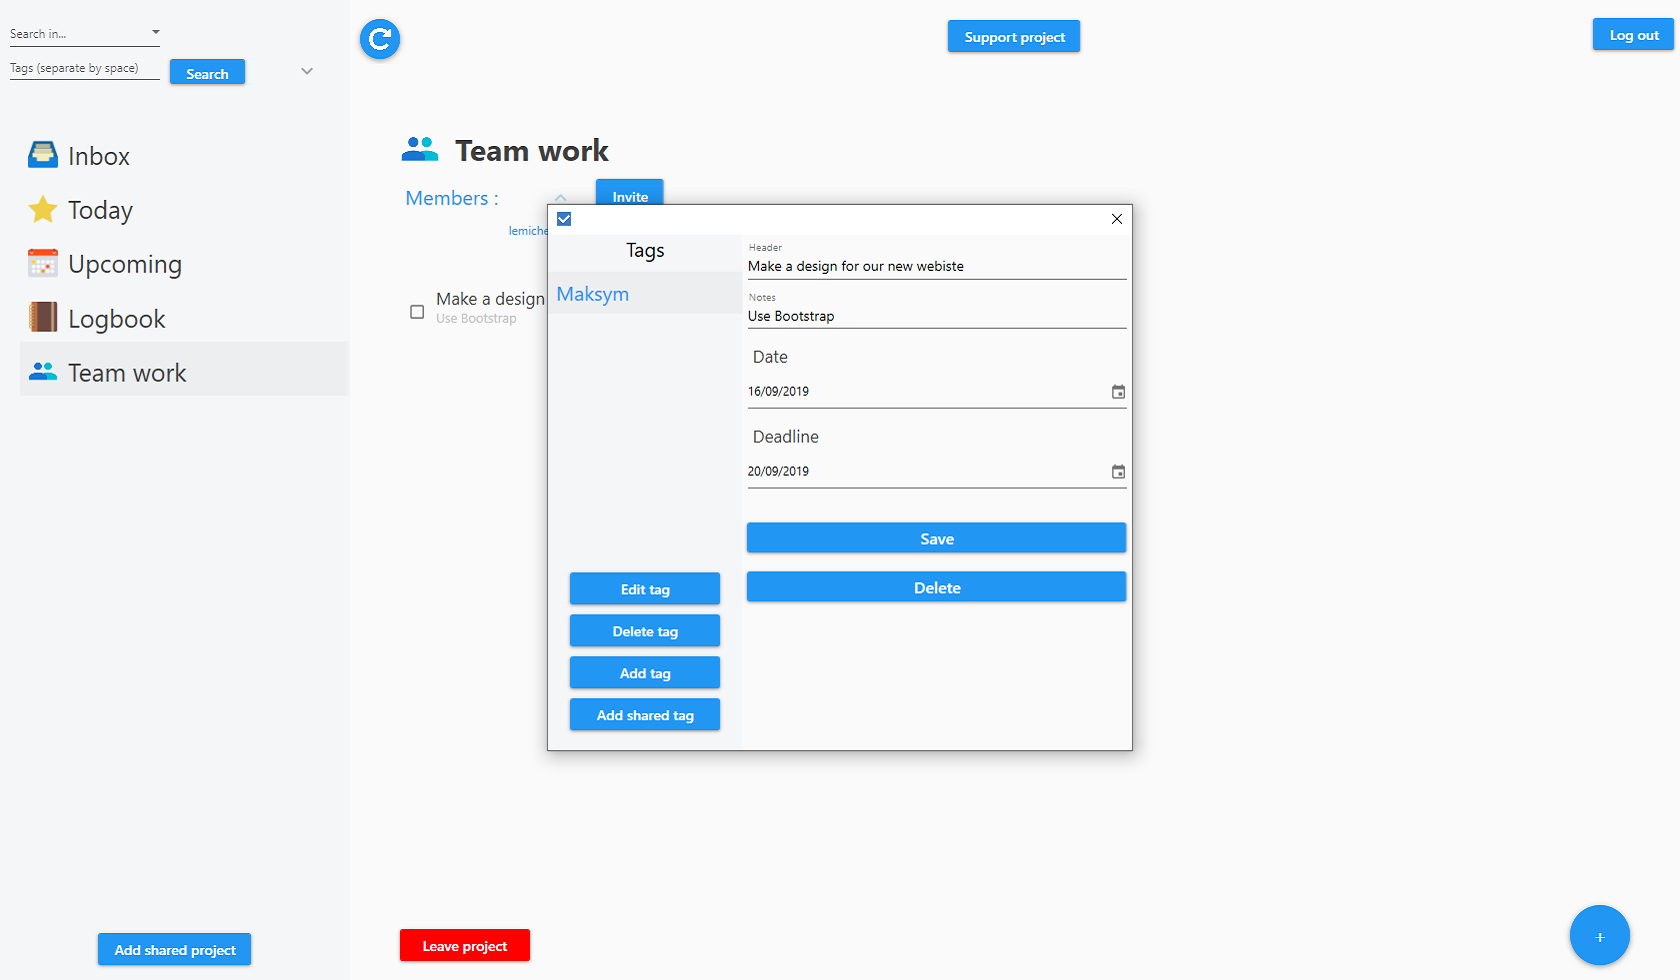 Search in...
Tags (separate by space)
Search
Inbox
Today
Upcoming
Logbook
Team work
Add shared project
Support project
Log out
Team work
Members :
Invite
Make a design
Use Bootstrap
Tags
Maksym
Edit tag
Delete tag
Add tag
Add shared tag
Header
Make a design for our new webiste
Notes
Use Bootstrap
Date
16/09/2019
Deadline
20/09/2019
Save
Delete
Leave project
+